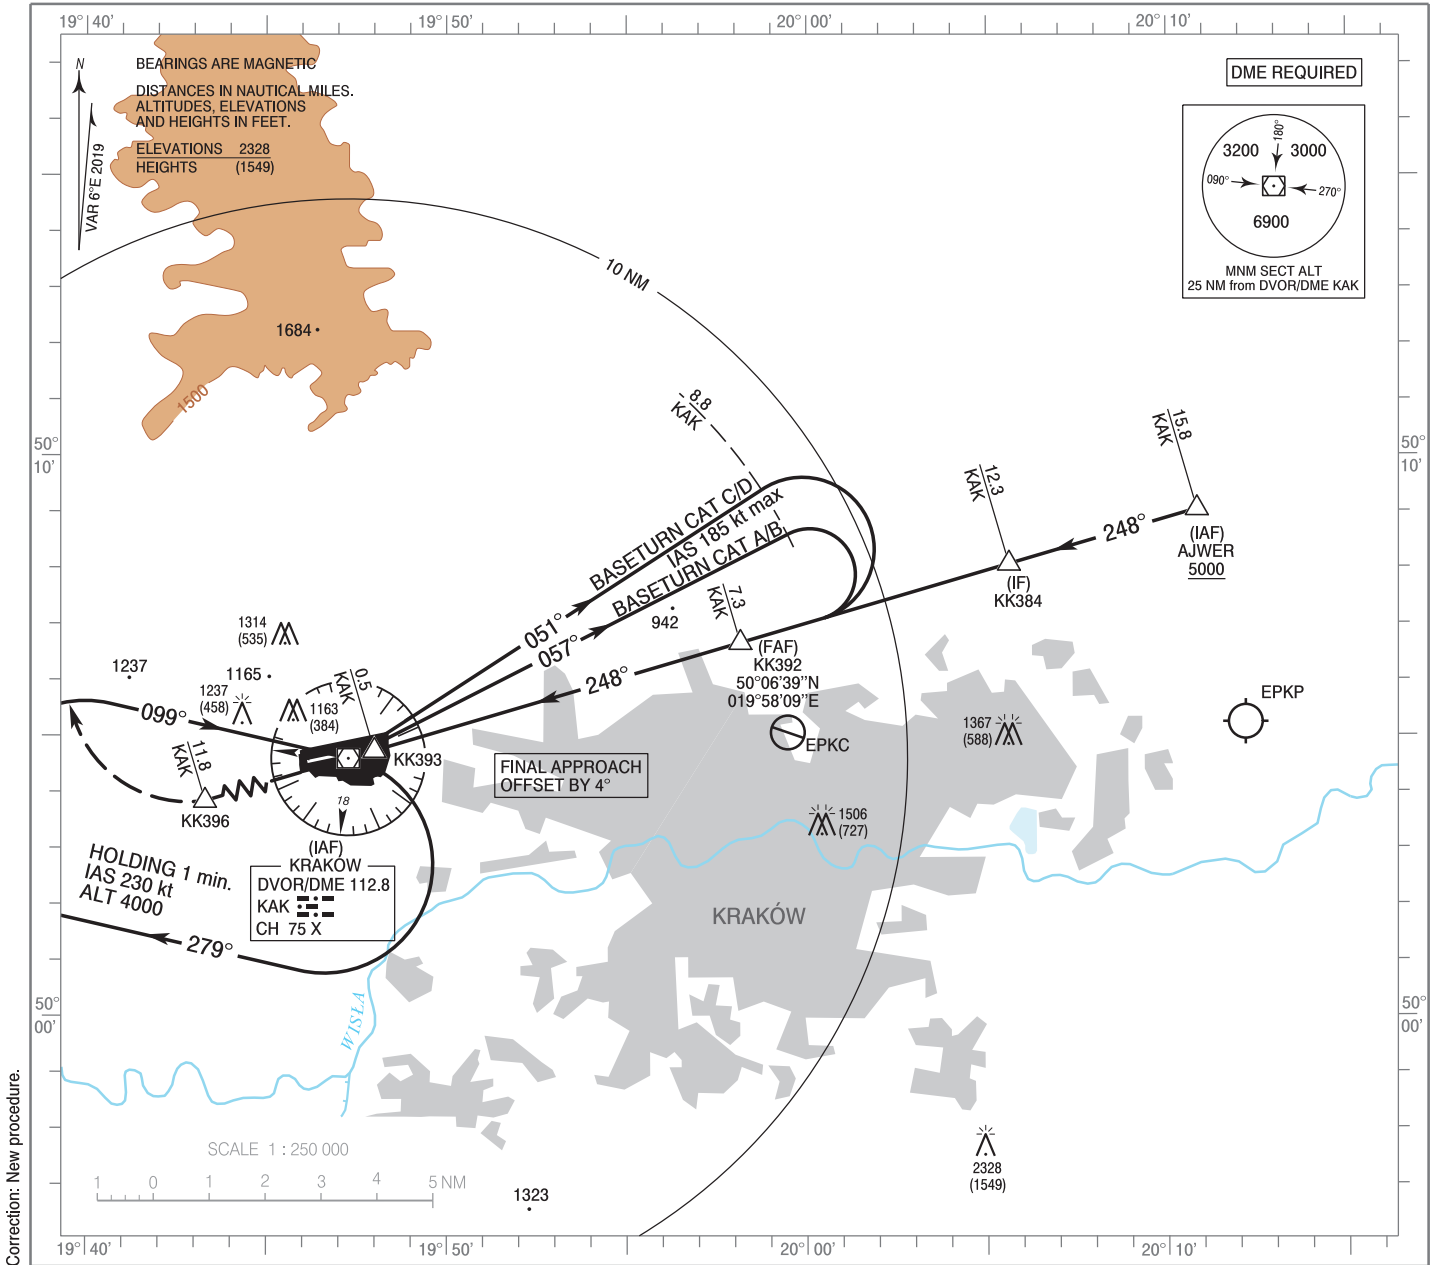 19° 40'
19° 50'
20° 00'
20° 10'
N
VAR 6°E 2019
BEARINGS ARE MAGNETIC
DISTANCES IN NAUTICAL MILES.
ALTITUDES, ELEVATIONS
AND HEIGHTS IN FEET.
ELEVATIONS 2328
HEIGHTS (1549)
DME REQUIRED
180°
3200 3000
090° 270°
6900
MNM SECT ALT
25 NM from DVOR/DME KAK
10 NM
1684
1500
8.8
KAK
15.8
KAK
12.3
KAK
50°
10'
50°
10'
BASETURN CAT C/D
IAS 185 kt max
BASETURN CAT A/B
248°
(IAF)
AJWER
5000
(IF)
KK384
7.3
KAK
942
051°
057°
1314
(535)
1237
1165
1237
(458)
1163
(384)
0.5
KAK
248°
(FAF)
KK392
50°06'39"N
019°58'09"E
EPKC
EPKP
1367
(588)
099°
11.8
KAK
KK393
KK396
FINAL APPROACH
OFFSET BY 4°
18
1506
(727)
(IAF)
KRAKÓW
DVOR/DME 112.8
KAK
CH 75 X
HOLDING 1 min.
IAS 230 kt
ALT 4000
279°
KRAKÓW
50°
00'
50°
00'
WISŁA
2328
(1549)
SCALE 1 : 250 000
1 0 1 2 3 4 5 NM
1323
19° 40'
19° 50'
20° 00'
20° 10'
Correction: New procedure.